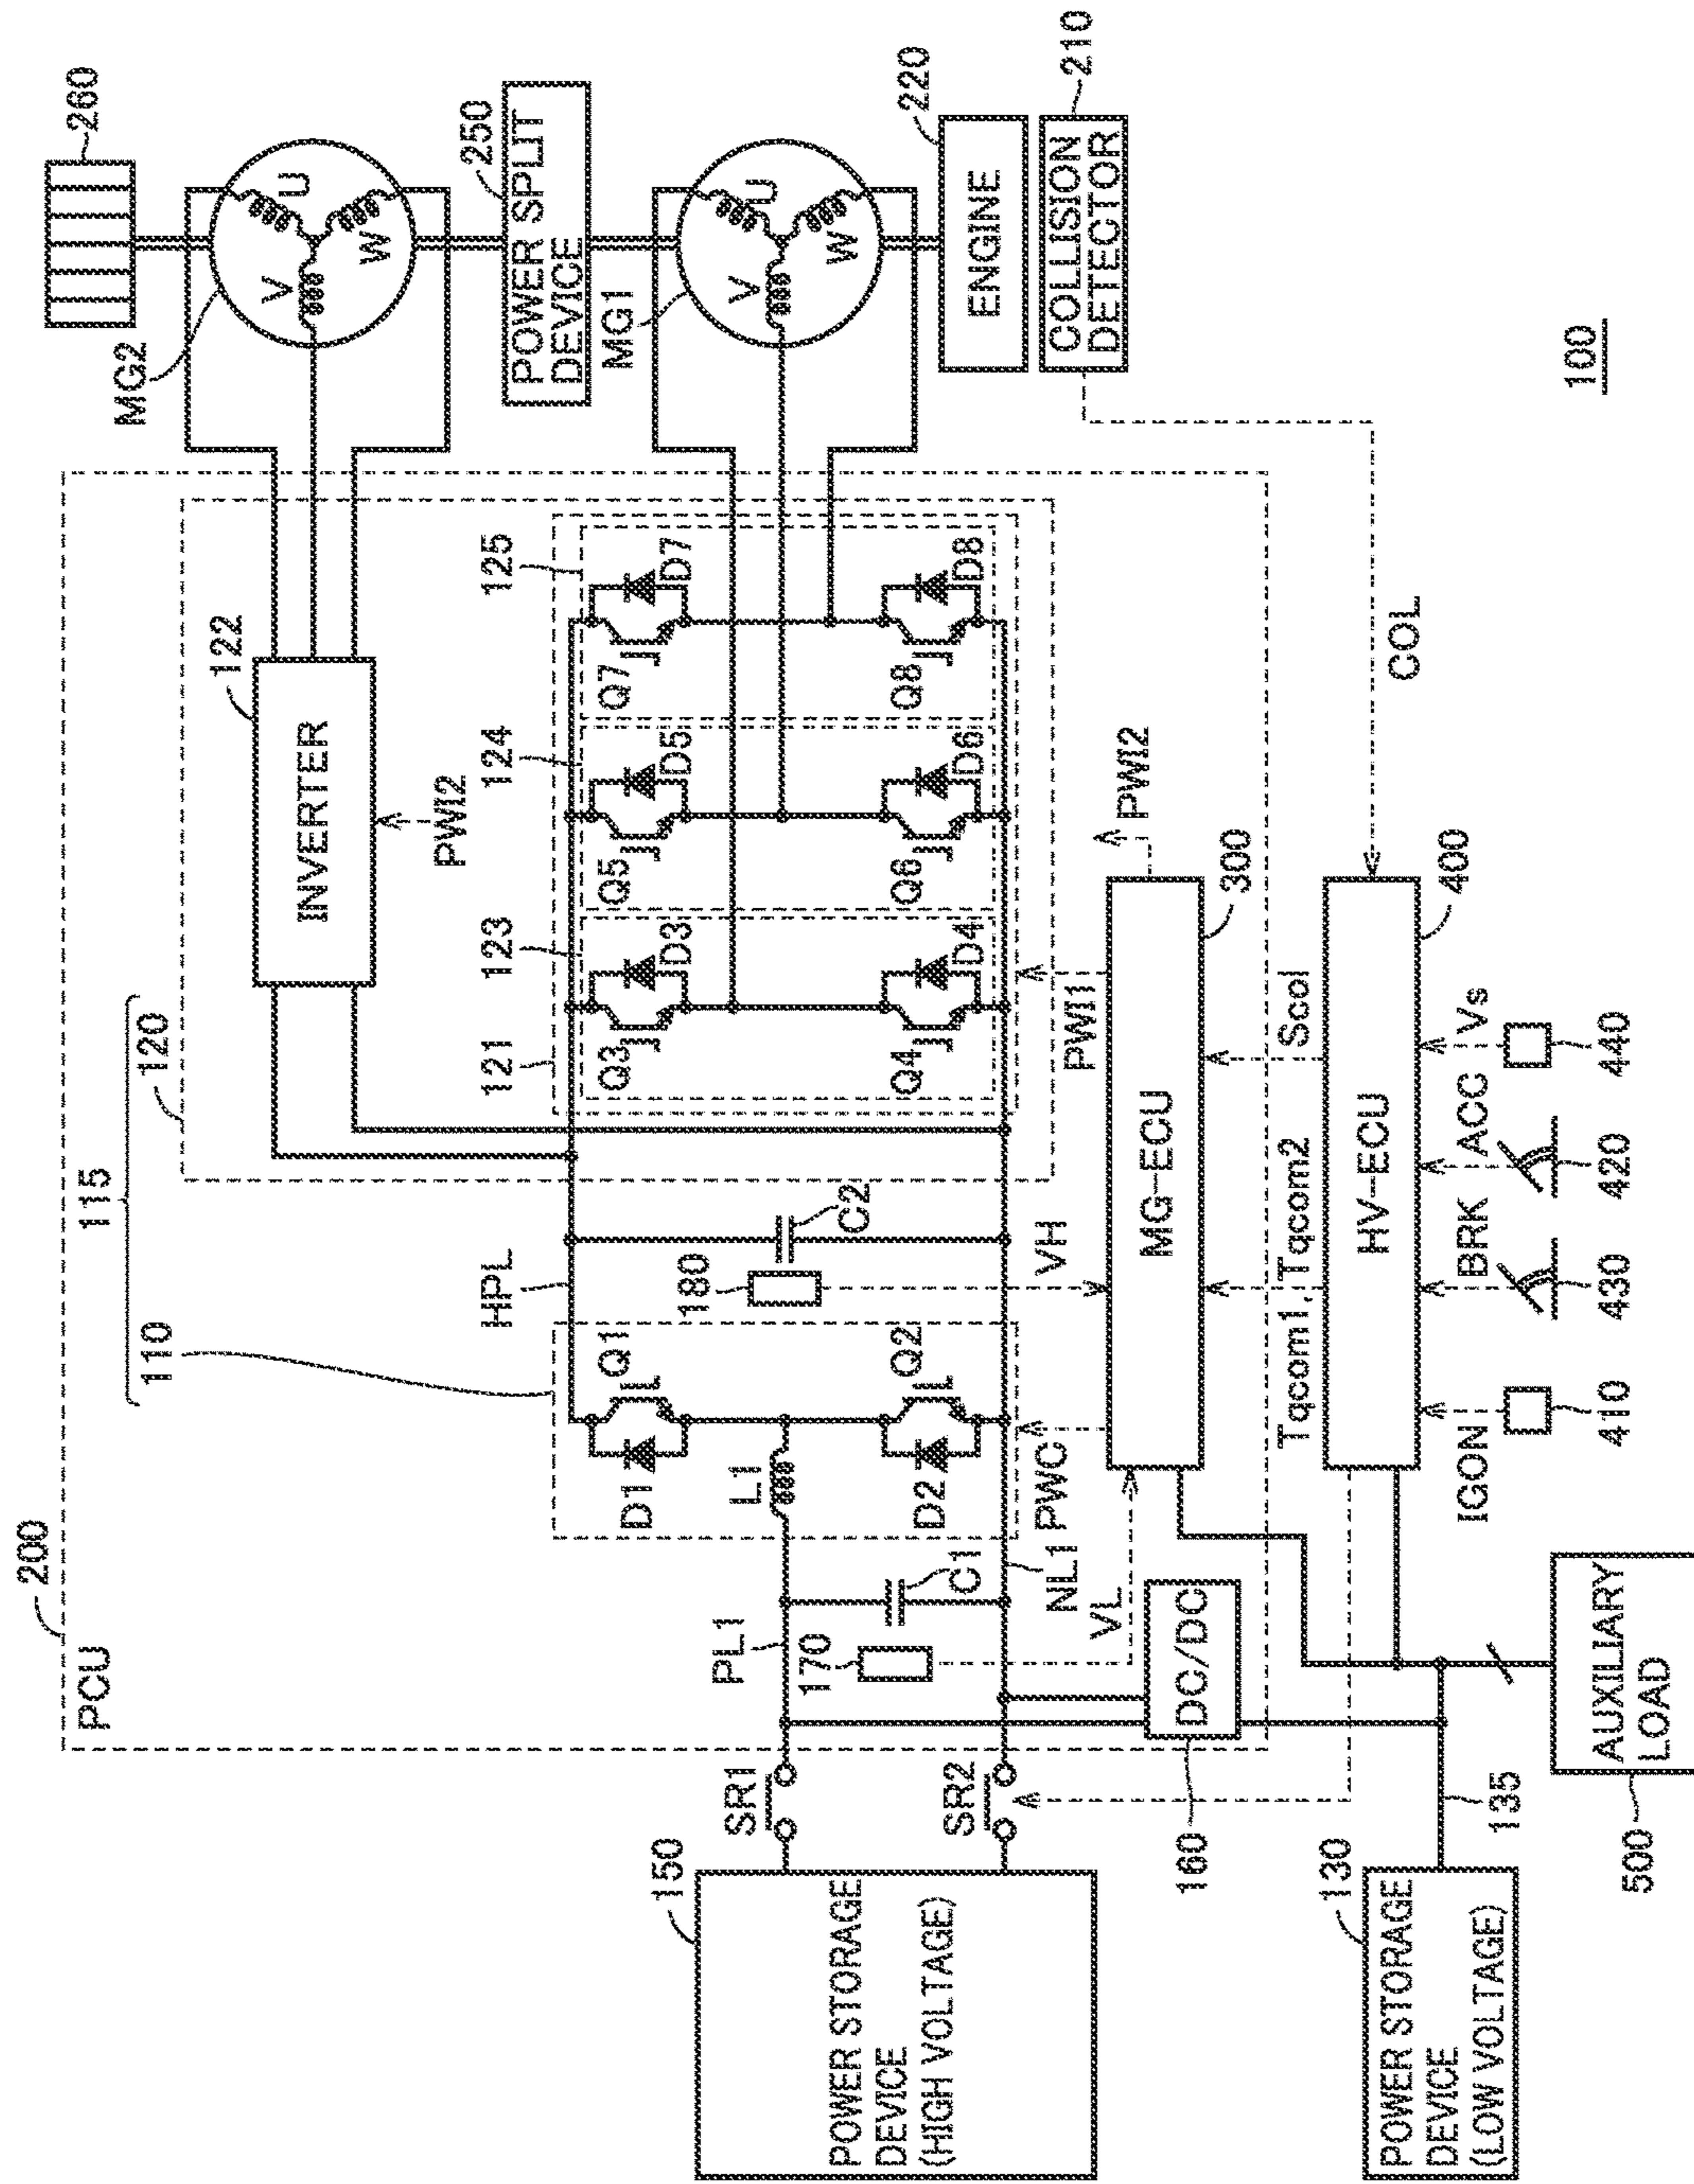 200
PCU
115
110
120
MG2
260
122
INVERTER
PWI2
HPL
121
123
124
125
250
POWER SPLIT
DEVICE
V
U
W
150
POWER STORAGE
DEVICE
(HIGH VOLTAGE)
SR1
SR2
PL1
170
C1
NL1
VL
D1
Q1
L1
D2
Q2
PWC
180
C2
VH
Q3
D3
Q4
D4
Q5
D5
Q6
D6
Q7
D7
Q8
D8
MG1
V
U
W
220
ENGINE
210
COLLISION
DETECTOR
160
DC/DC
MG-ECU
PWI1
PWI2
300
Tqcom1, Tqcom2
Scol
HV-ECU
400
COL
130
POWER STORAGE
DEVICE
(LOW VOLTAGE)
135
500
AUXILIARY
LOAD
IGON
BRK
ACC
Vs
410
430
420
440
100